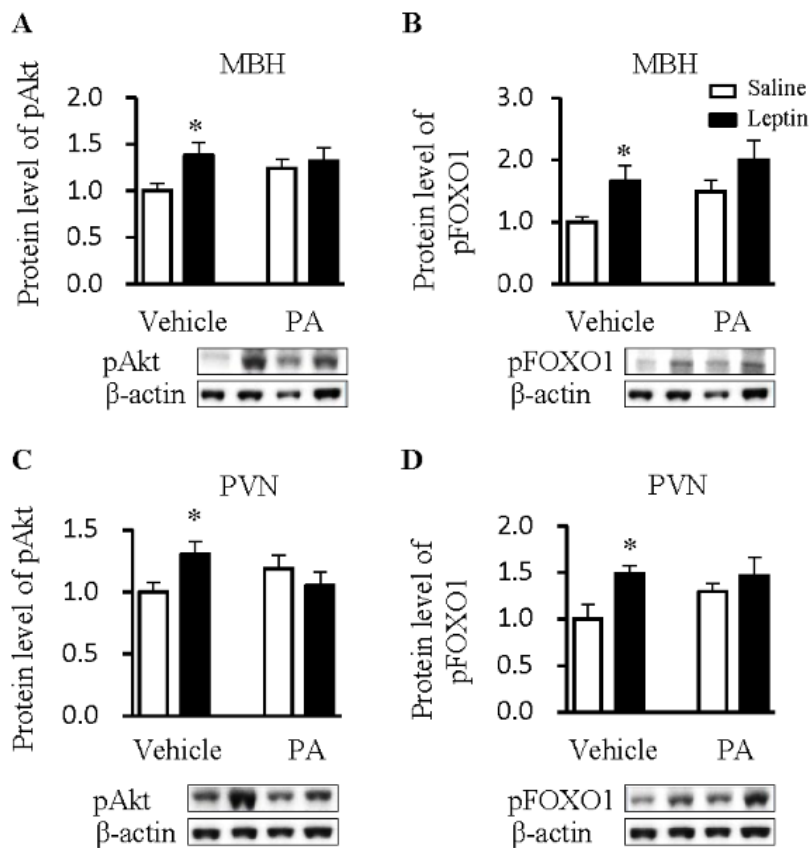 A
MBH
Protein level of pAkt
2.0
1.5
1.0
0.5
0.0
*
Vehicle PA
pAkt
β-actin
B
MBH
Saline
Leptin
Protein level of
pFOXO1
3.0
2.0
1.0
0.0
*
Vehicle PA
pFOXO1
β-actin
C
PVN
Protein level of pAkt
1.5
1.0
0.5
0.0
*
Vehicle PA
pAkt
β-actin
D
PVN
Protein level of
pFOXO1
2.0
1.5
1.0
0.5
0.0
*
Vehicle PA
pFOXO1
β-actin